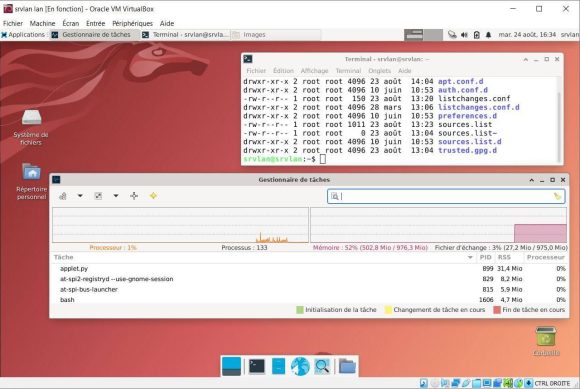 srvlan lan [En fonction] - Oracle VM VirtualBox
Fichier Machine Écran Entrée Périphériques Aide
Applications Gestionnaire de tâches Terminal - srvlan@srvlan: ~ Images mar. 24 août, 16:34 srvlan
Terminal - srvlan@srvlan: ~
Fichier Édition Affichage Terminal Onglets Aide
drwxr-xr-x 2 root root 4096 23 août 14:04 apt.conf.d
drwxr-xr-x 2 root root 4096 10 juin 10:53 auth.conf.d
-rw-r--r-- 1 root root 150 23 août 13:20 listchanges.conf
drwxr-xr-x 2 root root 4096 28 mars 13:06 listchanges.conf.d
drwxr-xr-x 2 root root 4096 10 juin 10:53 preferences.d
-rw-r--r-- 1 root root 1011 23 août 13:23 sources.list
-rw-r--r-- 1 root root 0 23 août 13:04 sources.list~
drwxr-xr-x 2 root root 4096 10 juin 10:53 sources.list.d
drwxr-xr-x 2 root root 4096 23 août 13:04 trusted.gpg.d
srvlan@srvlan:~$
Système de
fichiers
Répertoire
personnel
Gestionnaire de tâches
Processeur : 1% Processus : 133 Mémoire : 52% (502,8 Mio / 976,3 Mio) Fichier d'échange : 3% (27,2 Mio / 975,0 Mio)
Tâche PID RSS Processeur
applet.py 899 31,4 Mio 0%
at-spi2-registryd --use-gnome-session 829 8,2 Mio 0%
at-spi-bus-launcher 815 5,9 Mio 0%
bash 1606 4,7 Mio 0%
Initialisation de la tâche Changement de tâche en cours Fin de tâche en cours
Corbeille
CTRL DROITE